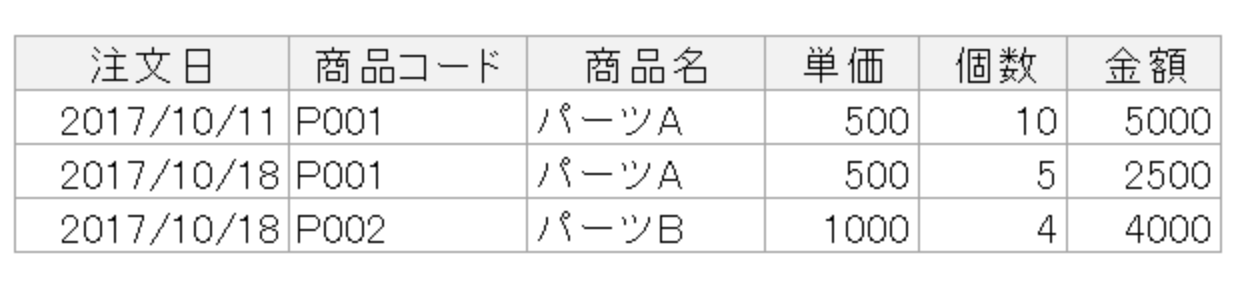 注文日 商品コード 商品名 単価 個数 金額
2017/10/11 P001 パーツA 500 10 5000
2017/10/18 P001 パーツA 500 5 2500
2017/10/18 P002 パーツB 1000 4 4000